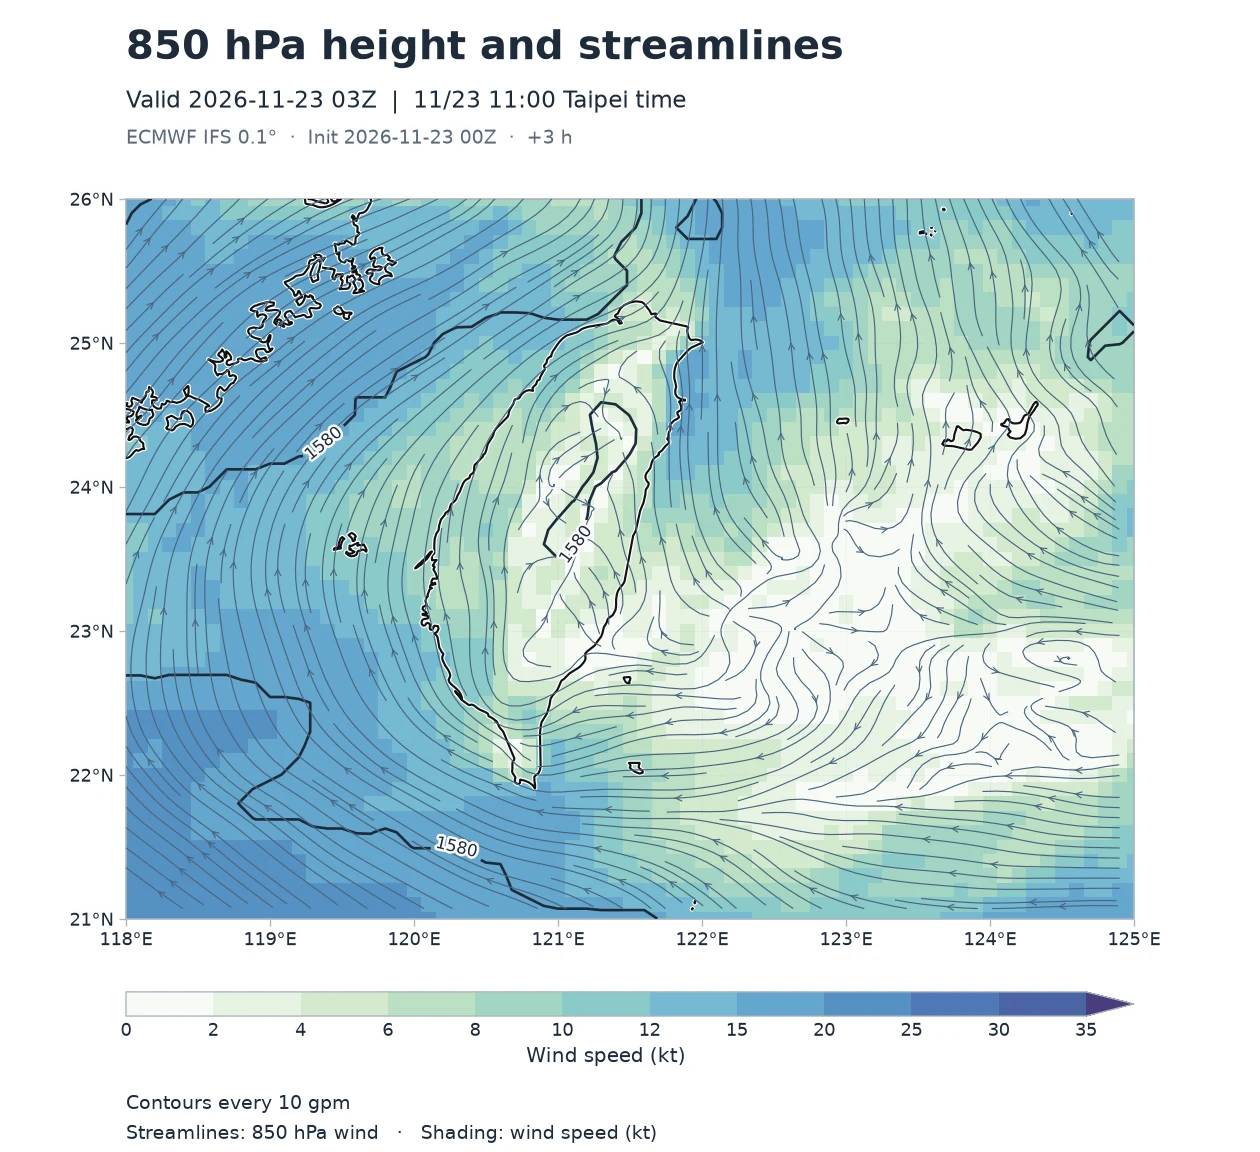 850 hPa height and streamlines
Valid 2026-11-23 03Z | 11/23 11:00 Taipei time
ECMWF IFS 0.1° · Init 2026-11-23 00Z · +3 h
26°N
25°N
24°N
23°N
22°N
21°N
1580
1580
1580
118°E 119°E 120°E 121°E 122°E 123°E 124°E 125°E
0 2 4 6 8 10 12 15 20 25 30 35
Wind speed (kt)
Contours every 10 gpm
Streamlines: 850 hPa wind · Shading: wind speed (kt)